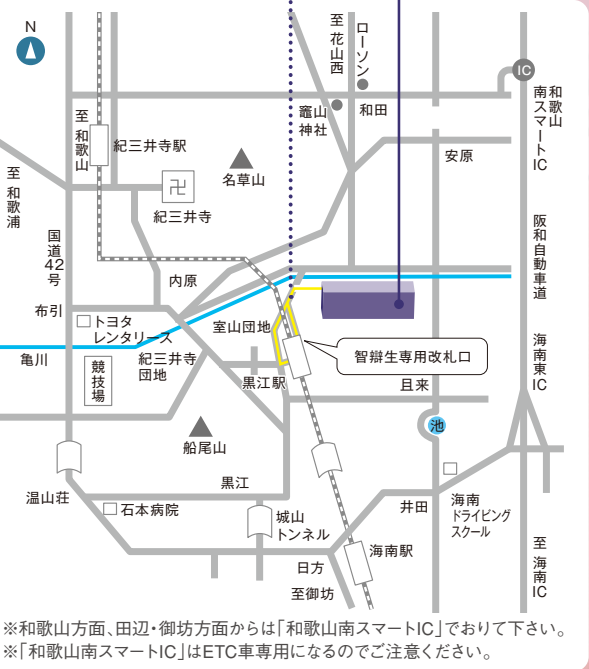 N
至 花山西
ローソン
IC
和歌山
南スマートIC
竈山
神社
和田
至 和歌山
紀三井寺駅
名草山
安原
至 和歌浦
卍
紀三井寺
国道42号
阪和自動車道
内原
布引
トヨタ
レンタリース
室山団地
亀川
競技場
紀三井寺
団地
黒江駅
智辯生専用改札口
海南東IC
且来
池
船尾山
黒江
温山荘
石本病院
城山
トンネル
井田
海南
ドライビング
スクール
日方
海南駅
至御坊
至 海南IC
※和歌山方面、田辺・御坊方面からは「和歌山南スマートIC」でおりて下さい。
※「和歌山南スマートIC」はETC車専用になるのでご注意ください。